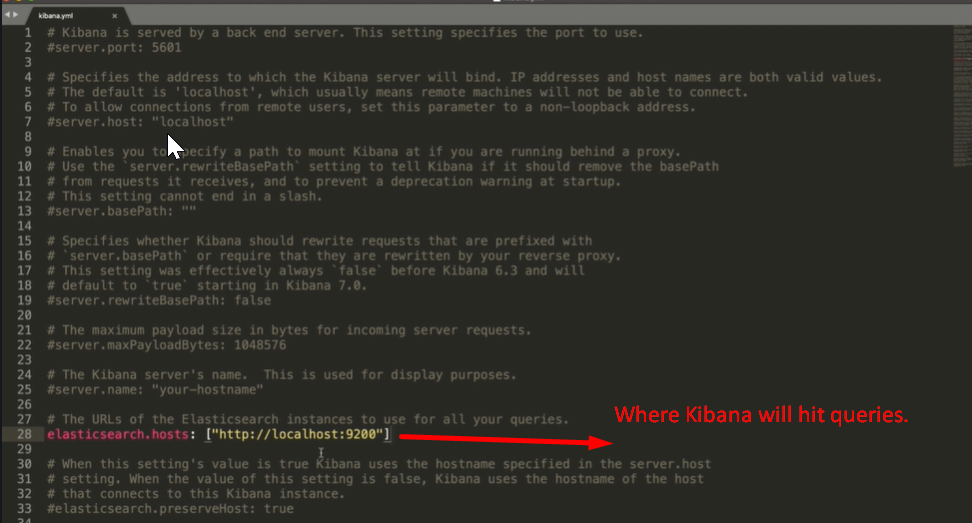 kibana.yml
1 # Kibana is served by a back end server. This setting specifies the port to use.
2 #server.port: 5601
3
4 # Specifies the address to which the Kibana server will bind. IP addresses and host names are both valid values.
5 # The default is 'localhost', which usually means remote machines will not be able to connect.
6 # To allow connections from remote users, set this parameter to a non-loopback address.
7 #server.host: "localhost"
8
9 # Enables you to specify a path to mount Kibana at if you are running behind a proxy.
10 # Use the `server.rewriteBasePath` setting to tell Kibana if it should remove the basePath
11 # from requests it receives, and to prevent a deprecation warning at startup.
12 # This setting cannot end in a slash.
13 #server.basePath: ""
14
15 # Specifies whether Kibana should rewrite requests that are prefixed with
16 # `server.basePath` or require that they are rewritten by your reverse proxy.
17 # This setting was effectively always `false` before Kibana 6.3 and will
18 # default to `true` starting in Kibana 7.0.
19 #server.rewriteBasePath: false
20
21 # The maximum payload size in bytes for incoming server requests.
22 #server.maxPayloadBytes: 1048576
23
24 # The Kibana server's name.  This is used for display purposes.
25 #server.name: "your-hostname"
26
27 # The URLs of the Elasticsearch instances to use for all your queries.
28 elasticsearch.hosts: ["http://localhost:9200"]
Where Kibana will hit queries.
29
30 # When this setting's value is true Kibana uses the hostname specified in the server.host
31 # setting. When the value of this setting is false, Kibana uses the hostname of the host
32 # that connects to this Kibana instance.
33 #elasticsearch.preserveHost: true
34